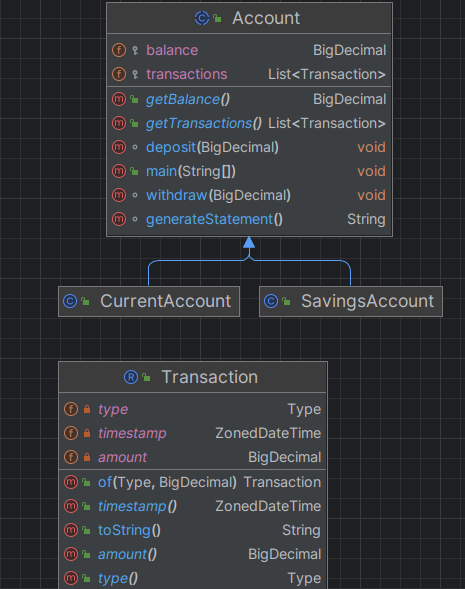 Account
balance BigDecimal
transactions List<Transaction>
getBalance() BigDecimal
getTransactions() List<Transaction>
deposit(BigDecimal) void
main(String[]) void
withdraw(BigDecimal) void
generateStatement() String
CurrentAccount SavingsAccount
Transaction
type Type
timestamp ZonedDateTime
amount BigDecimal
of(Type, BigDecimal) Transaction
timestamp() ZonedDateTime
toString() String
amount() BigDecimal
type() Type